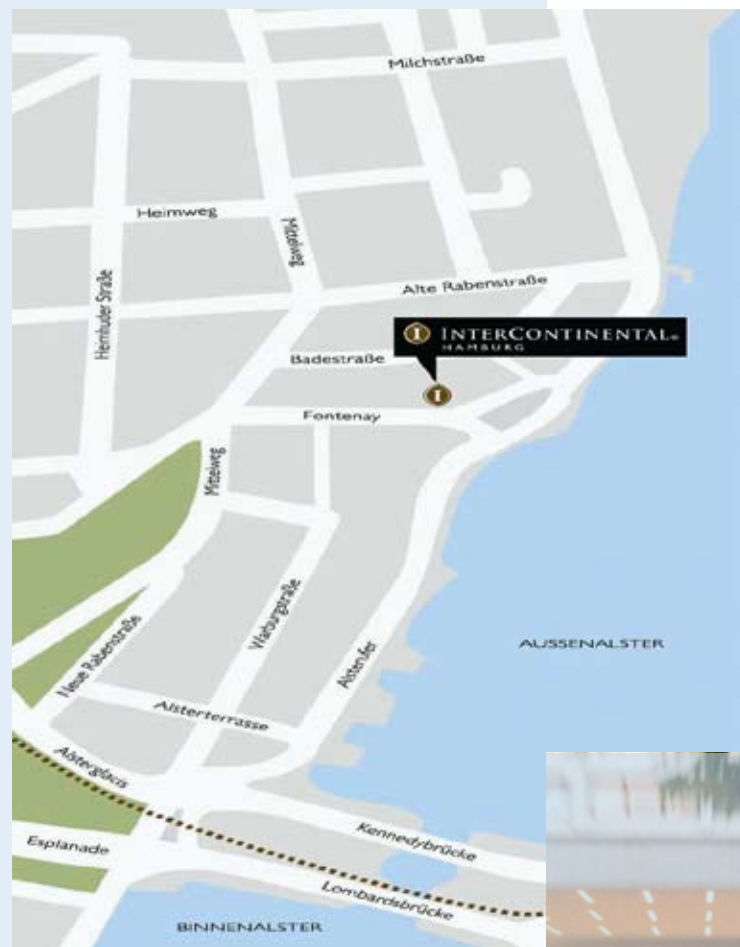 Milchstraße
Heimweg
Mittelweg
Heimhuder Straße
Alte Rabenstraße
I INTERCONTINENTAL®
HAMBURG
Badestraße
I
Fontenay
Mittelweg
Warburgstraße
Neue Rabenstraße
Alsterufer
AUSSENALSTER
Alsterterrasse
Alsterglacis
Kennedybrücke
Esplanade
Lombardsbrücke
BINNENALSTER